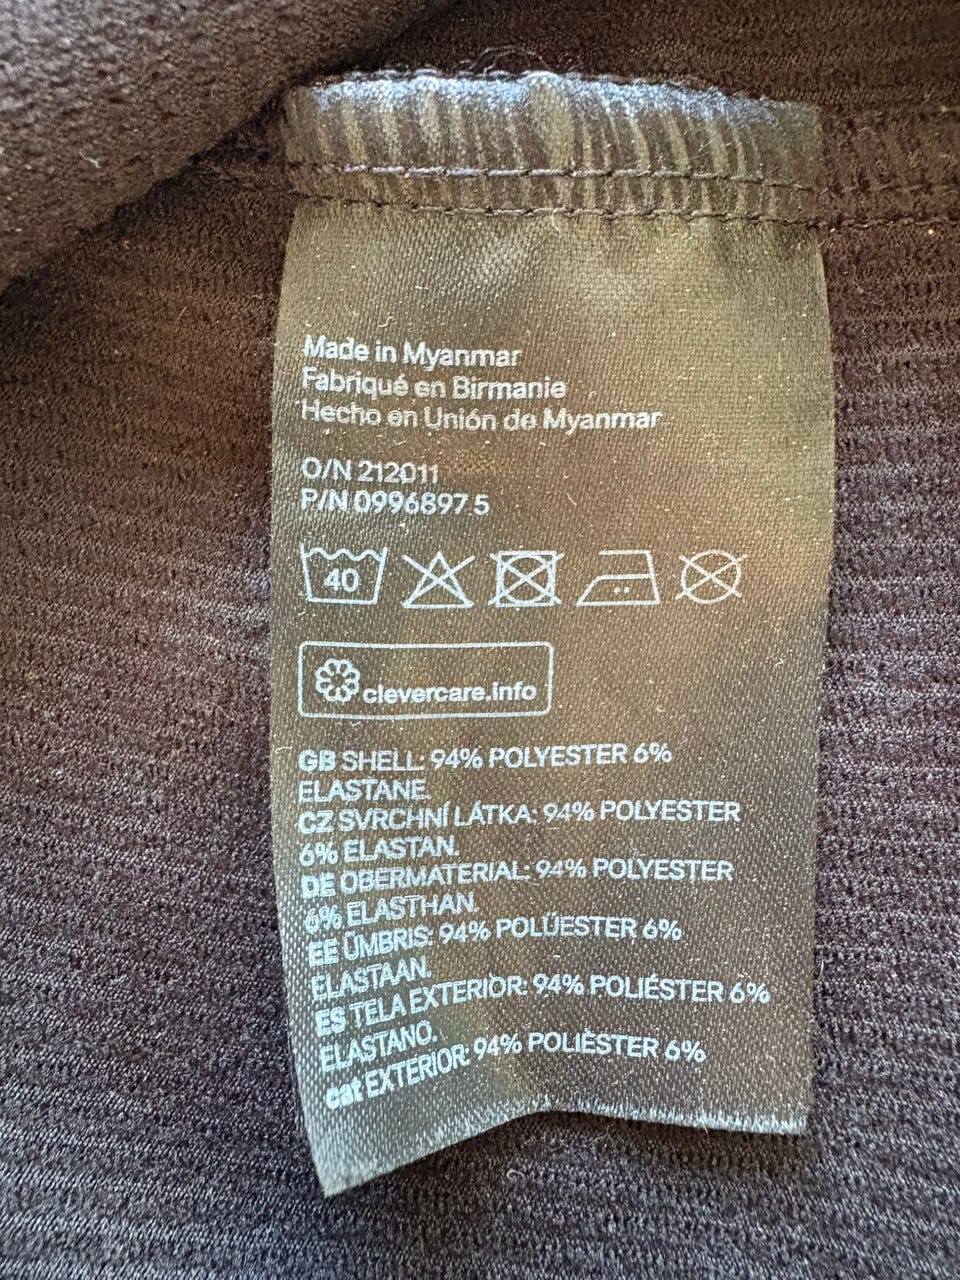 Made in Myanmar
Fabriqué en Birmanie
Hecho en Unión de Myanmar
O/N 212011
P/N 0996897.5
40
clevercare.info
GB SHELL: 94% POLYESTER 6%
ELASTANE.
CZ SVRCHNÍ LÁTKA: 94% POLYESTER
6% ELASTAN.
DE OBERMATERIAL: 94% POLYESTER
6% ELASTHAN.
EE ÜMBRIS: 94% POLÜESTER, 6%
ELASTAAN.
ES TELA EXTERIOR: 94% POLIÉSTER 6%
ELASTANO.
cat EXTERIOR: 94% POLIÈSTER 6%